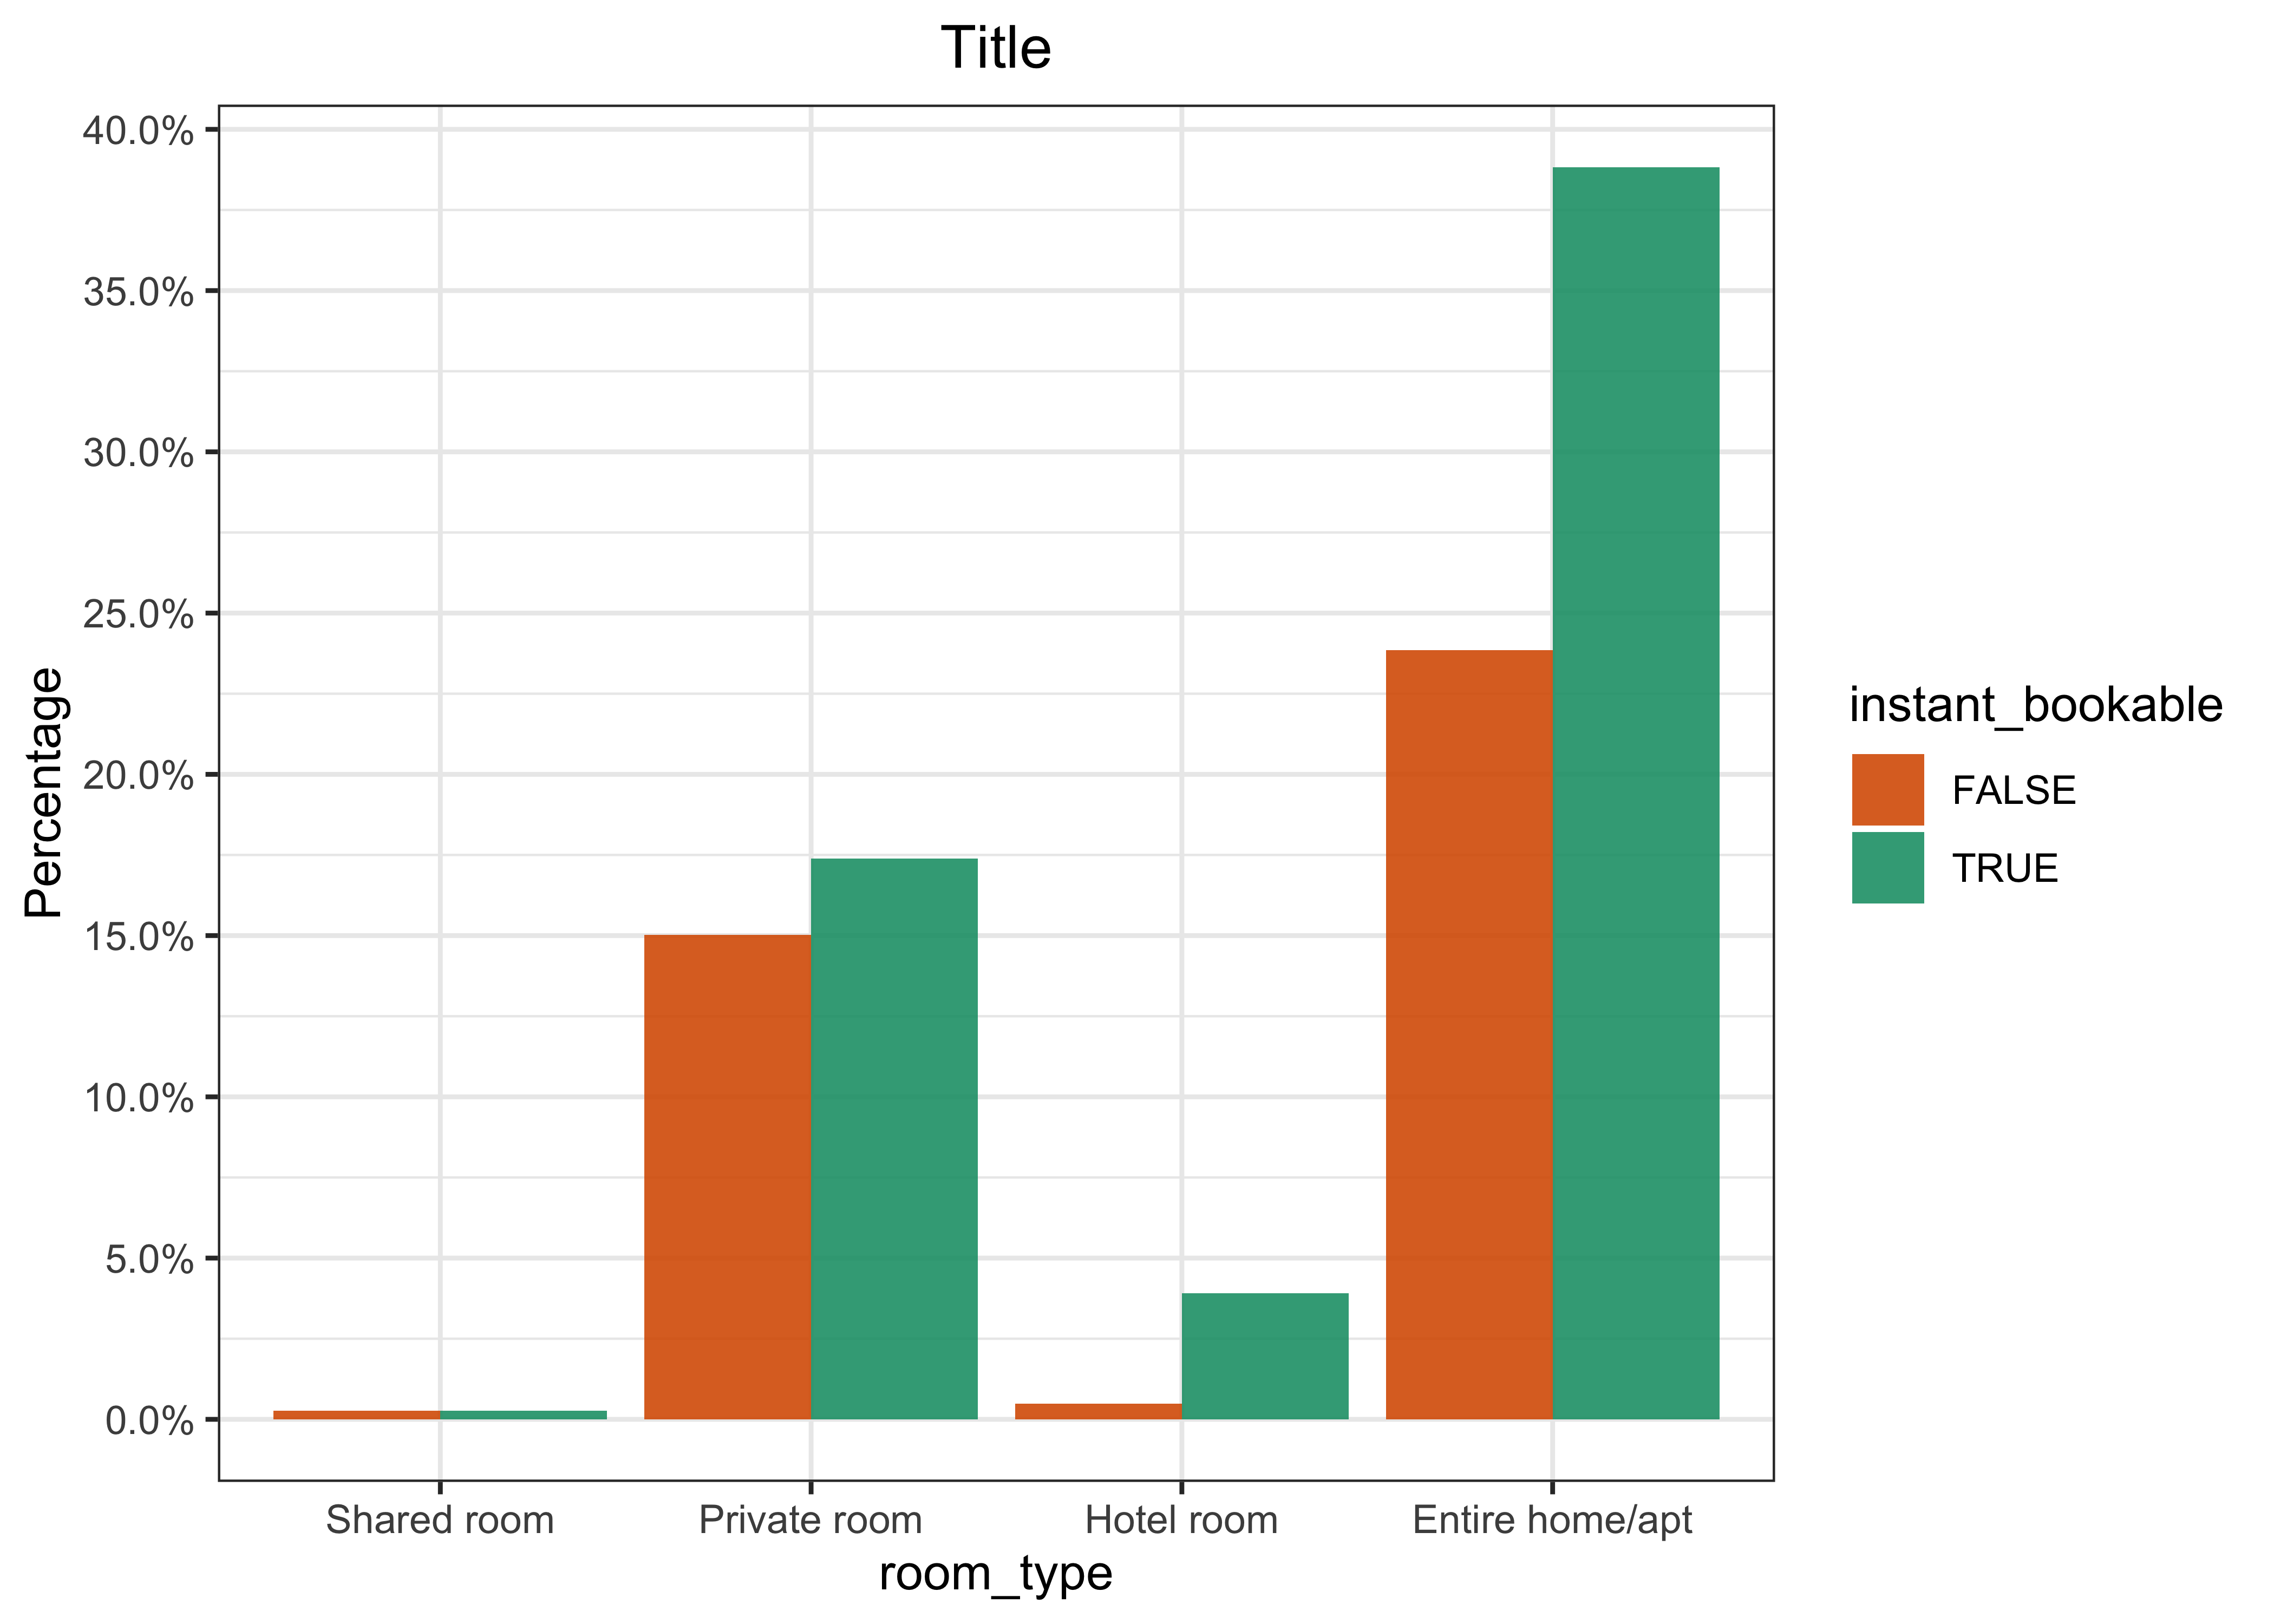 Title
40.0%
35.0%
30.0%
25.0%
20.0%
15.0%
10.0%
5.0%
0.0%
Percentage
Shared room
Private room
Hotel room
Entire home/apt
room_type
instant_bookable
FALSE
TRUE